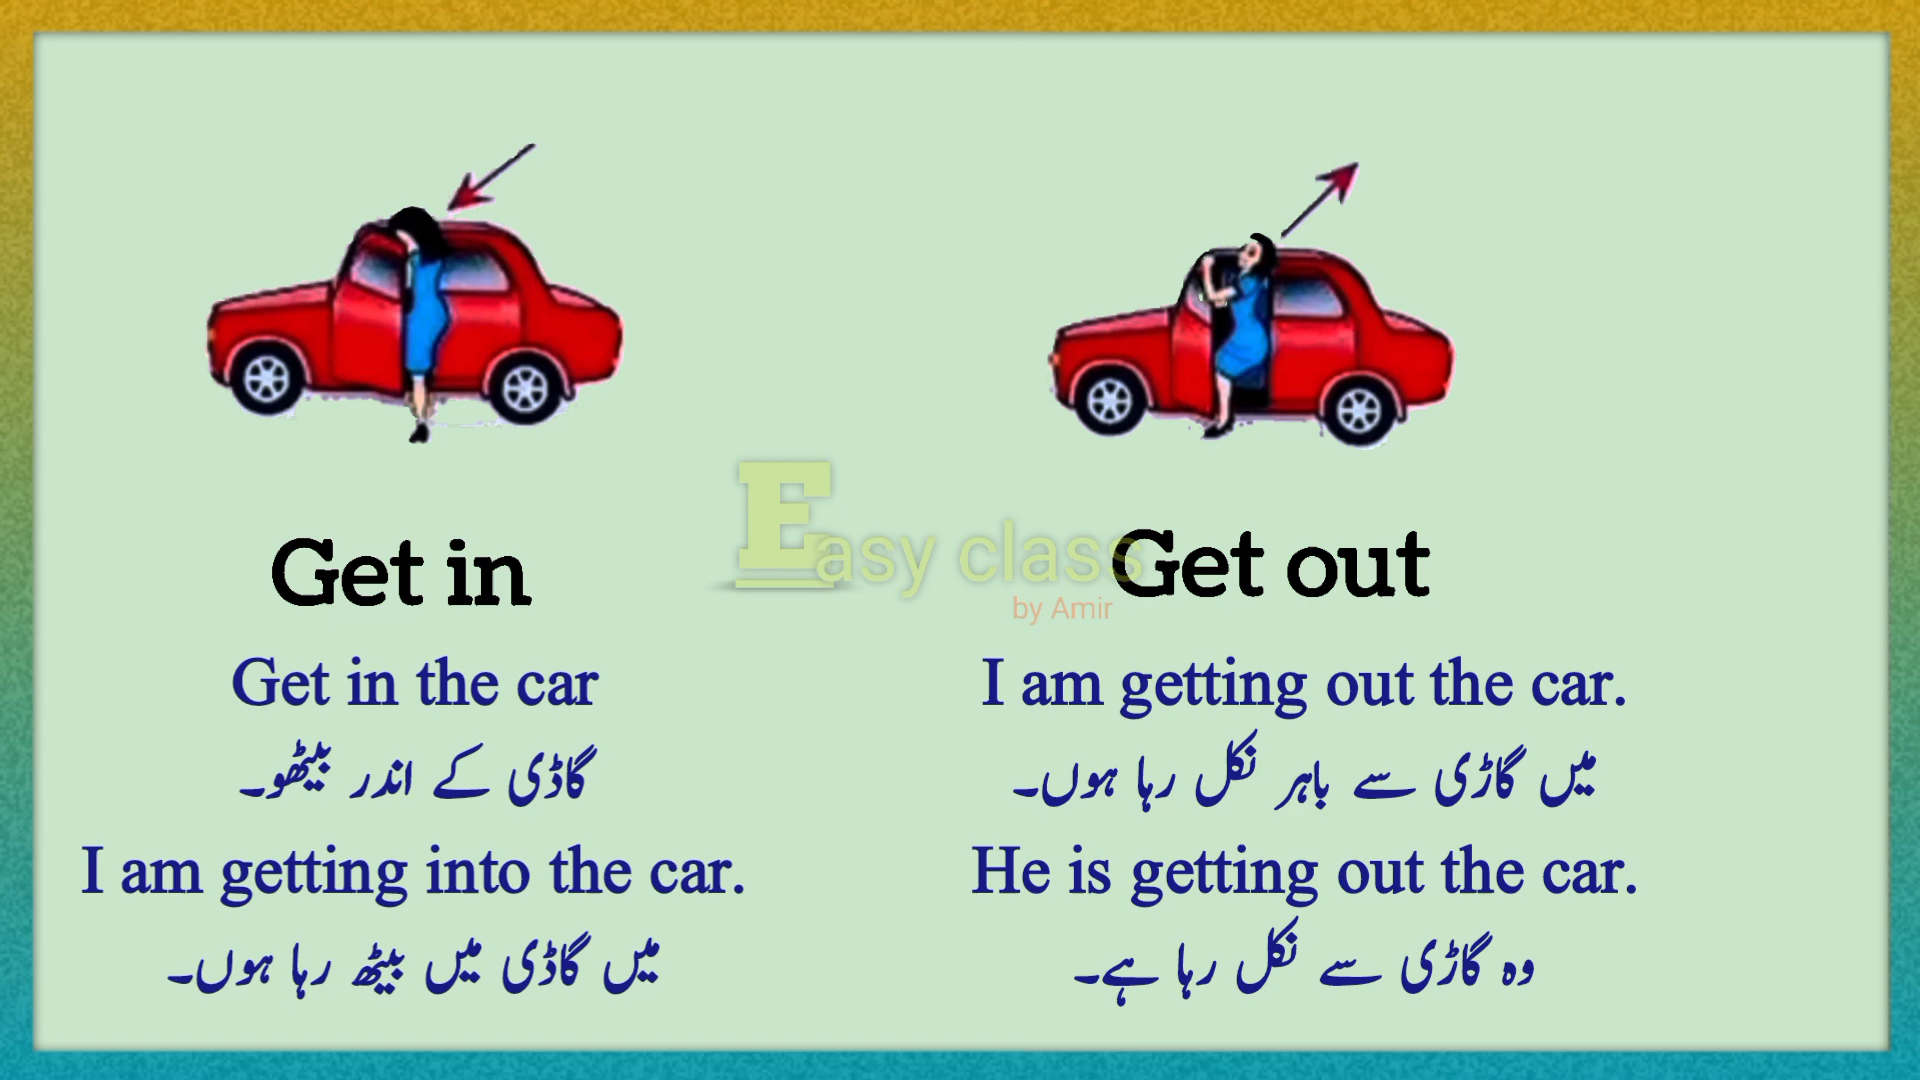 Get in
Get in the car
گاڈی کے اندر بیٹھو۔
I am getting into the car.
میں گاڈی میں بیٹھ رہا ہوں۔
Easy class
by Amir
Get out
I am getting out the car.
میں گاڑی سے باہر نکل رہا ہوں۔
He is getting out the car.
وہ گاڑی سے نکل رہا ہے۔